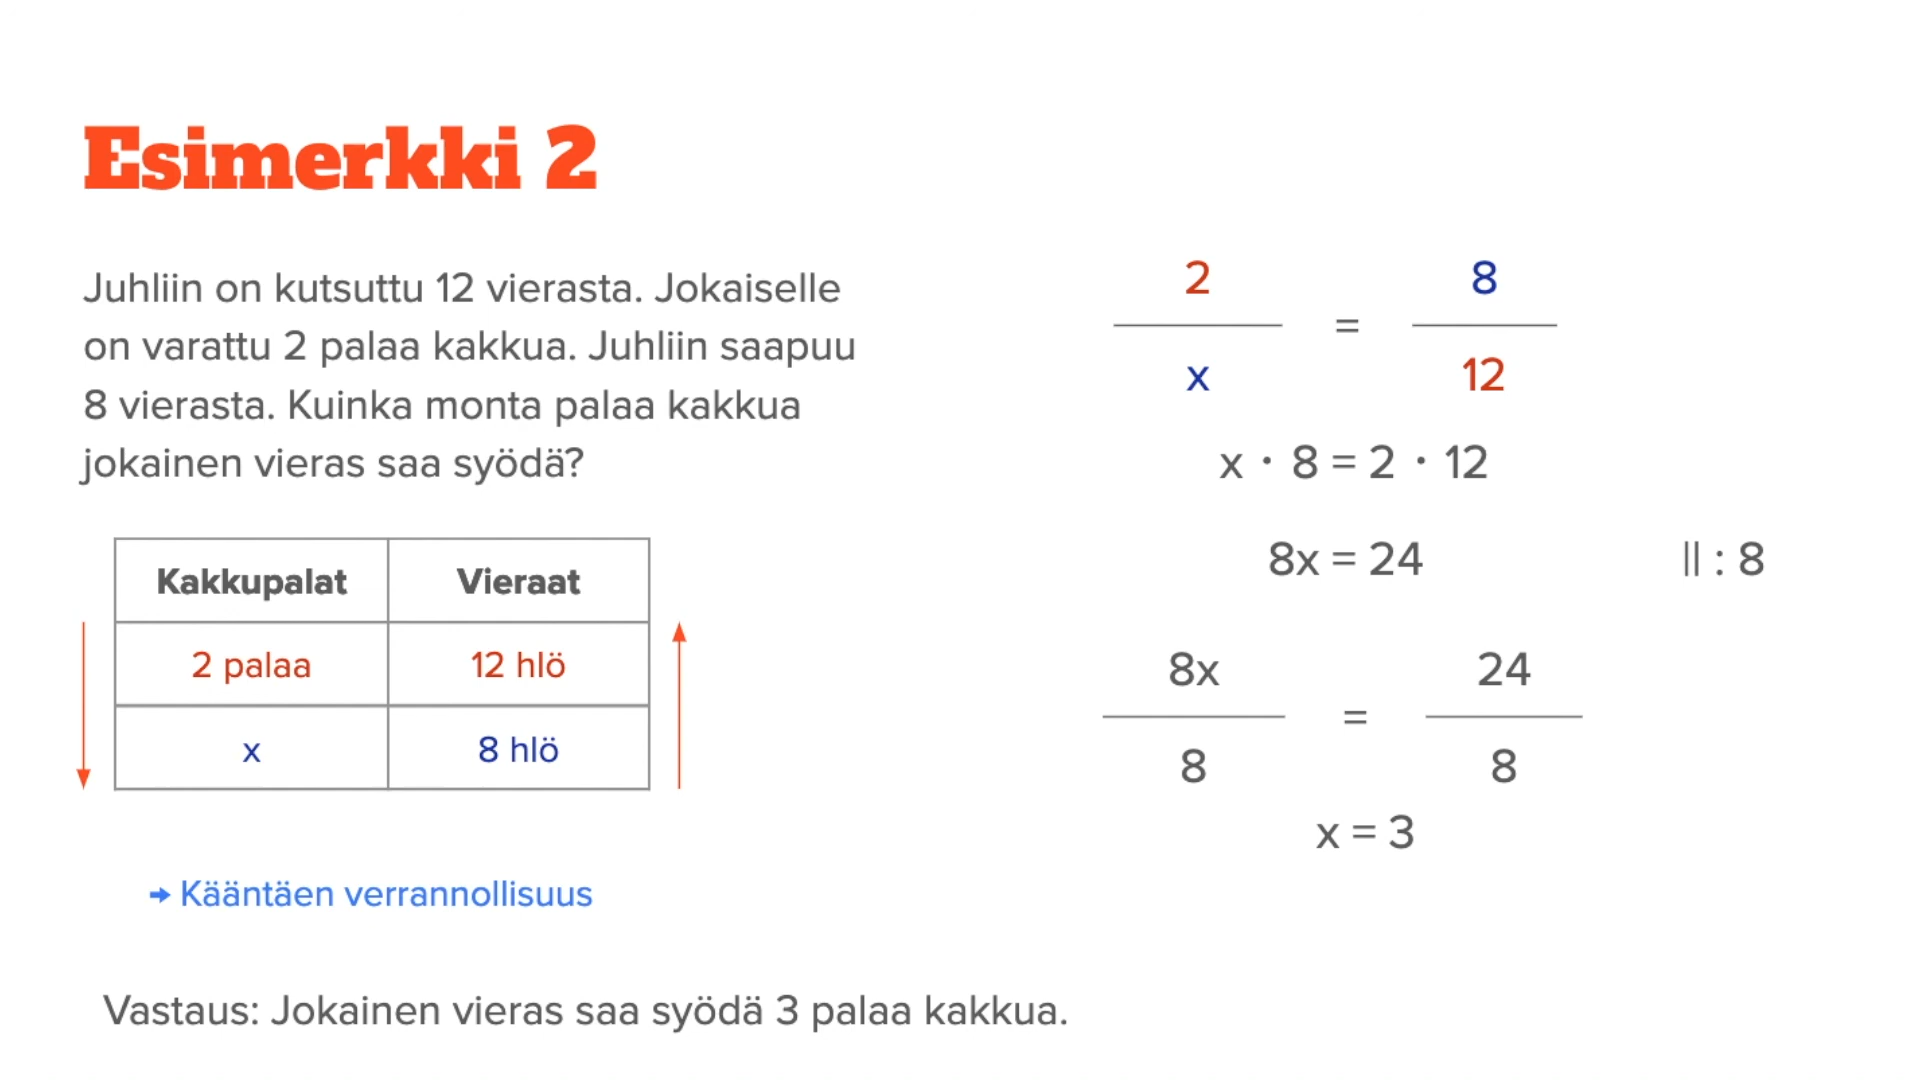 Esimerkki 2
Juhliin on kutsuttu 12 vierasta. Jokaiselle
on varattu 2 palaa kakkua. Juhliin saapuu
8 vierasta. Kuinka monta palaa kakkua
jokainen vieras saa syödä?
Kakkupalat Vieraat
2 palaa 12 hlö
x 8 hlö
➜ Kääntäen verrannollisuus
2 8
=
x 12
x · 8 = 2 · 12
8x = 24 || : 8
8x 24
=
8 8
x = 3
Vastaus: Jokainen vieras saa syödä 3 palaa kakkua.